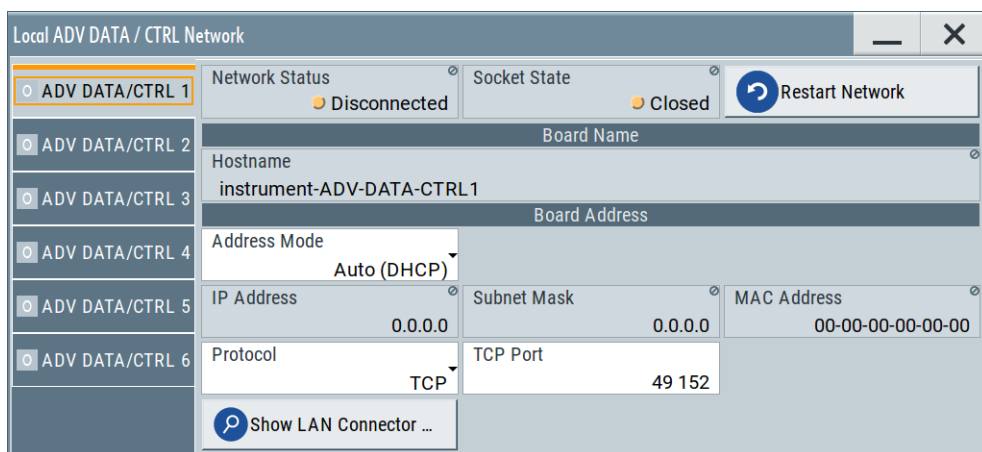 Local ADV DATA / CTRL Network
ADV DATA/CTRL 1
ADV DATA/CTRL 2
ADV DATA/CTRL 3
ADV DATA/CTRL 4
ADV DATA/CTRL 5
ADV DATA/CTRL 6
Network Status
Disconnected
Socket State
Closed
Restart Network
Board Name
Hostname
instrument-ADV-DATA-CTRL1
Board Address
Address Mode
Auto (DHCP)
IP Address
0.0.0.0
Subnet Mask
0.0.0.0
MAC Address
00-00-00-00-00-00
Protocol
TCP
TCP Port
49 152
Show LAN Connector ...